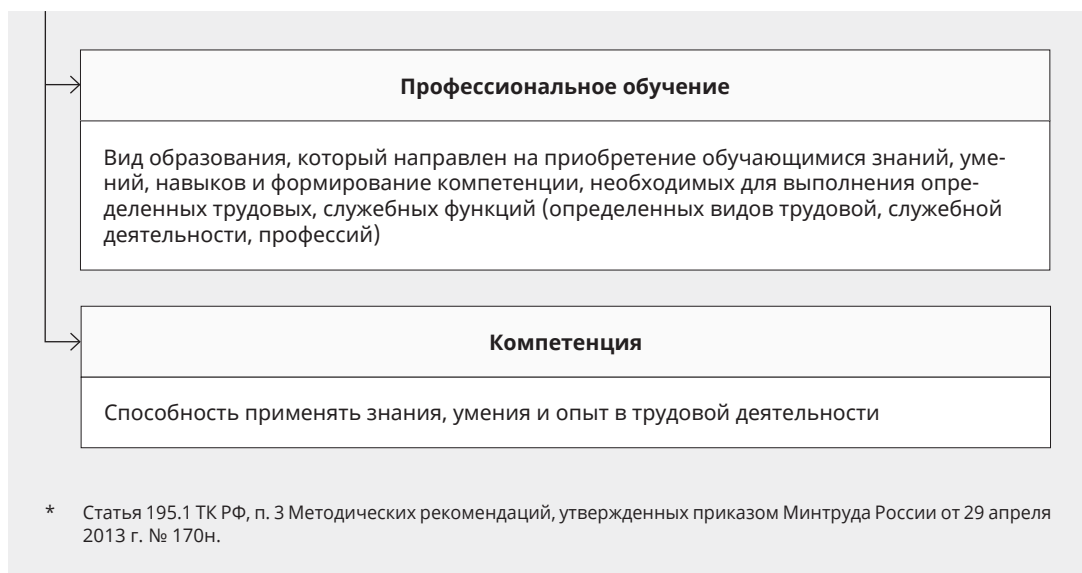 Профессиональное обучение
Вид образования, который направлен на приобретение обучающимися знаний, уме-
ний, навыков и формирование компетенции, необходимых для выполнения опре-
деленных трудовых, служебных функций (определенных видов трудовой, служебной
деятельности, профессий)
Компетенция
Способность применять знания, умения и опыт в трудовой деятельности
* Статья 195.1 ТК РФ, п. 3 Методических рекомендаций, утвержденных приказом Минтруда России от 29 апреля
2013 г. № 170н.